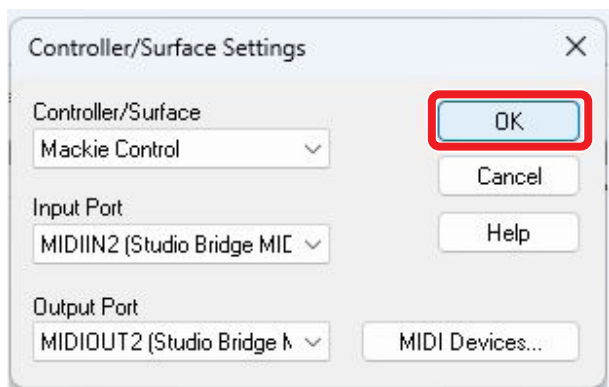 Controller/Surface Settings
Controller/Surface
Mackie Control
OK
Cancel
Input Port
MIDIIN2 (Studio Bridge MID
Help
Output Port
MIDIOUT2 (Studio Bridge M
MIDI Devices...